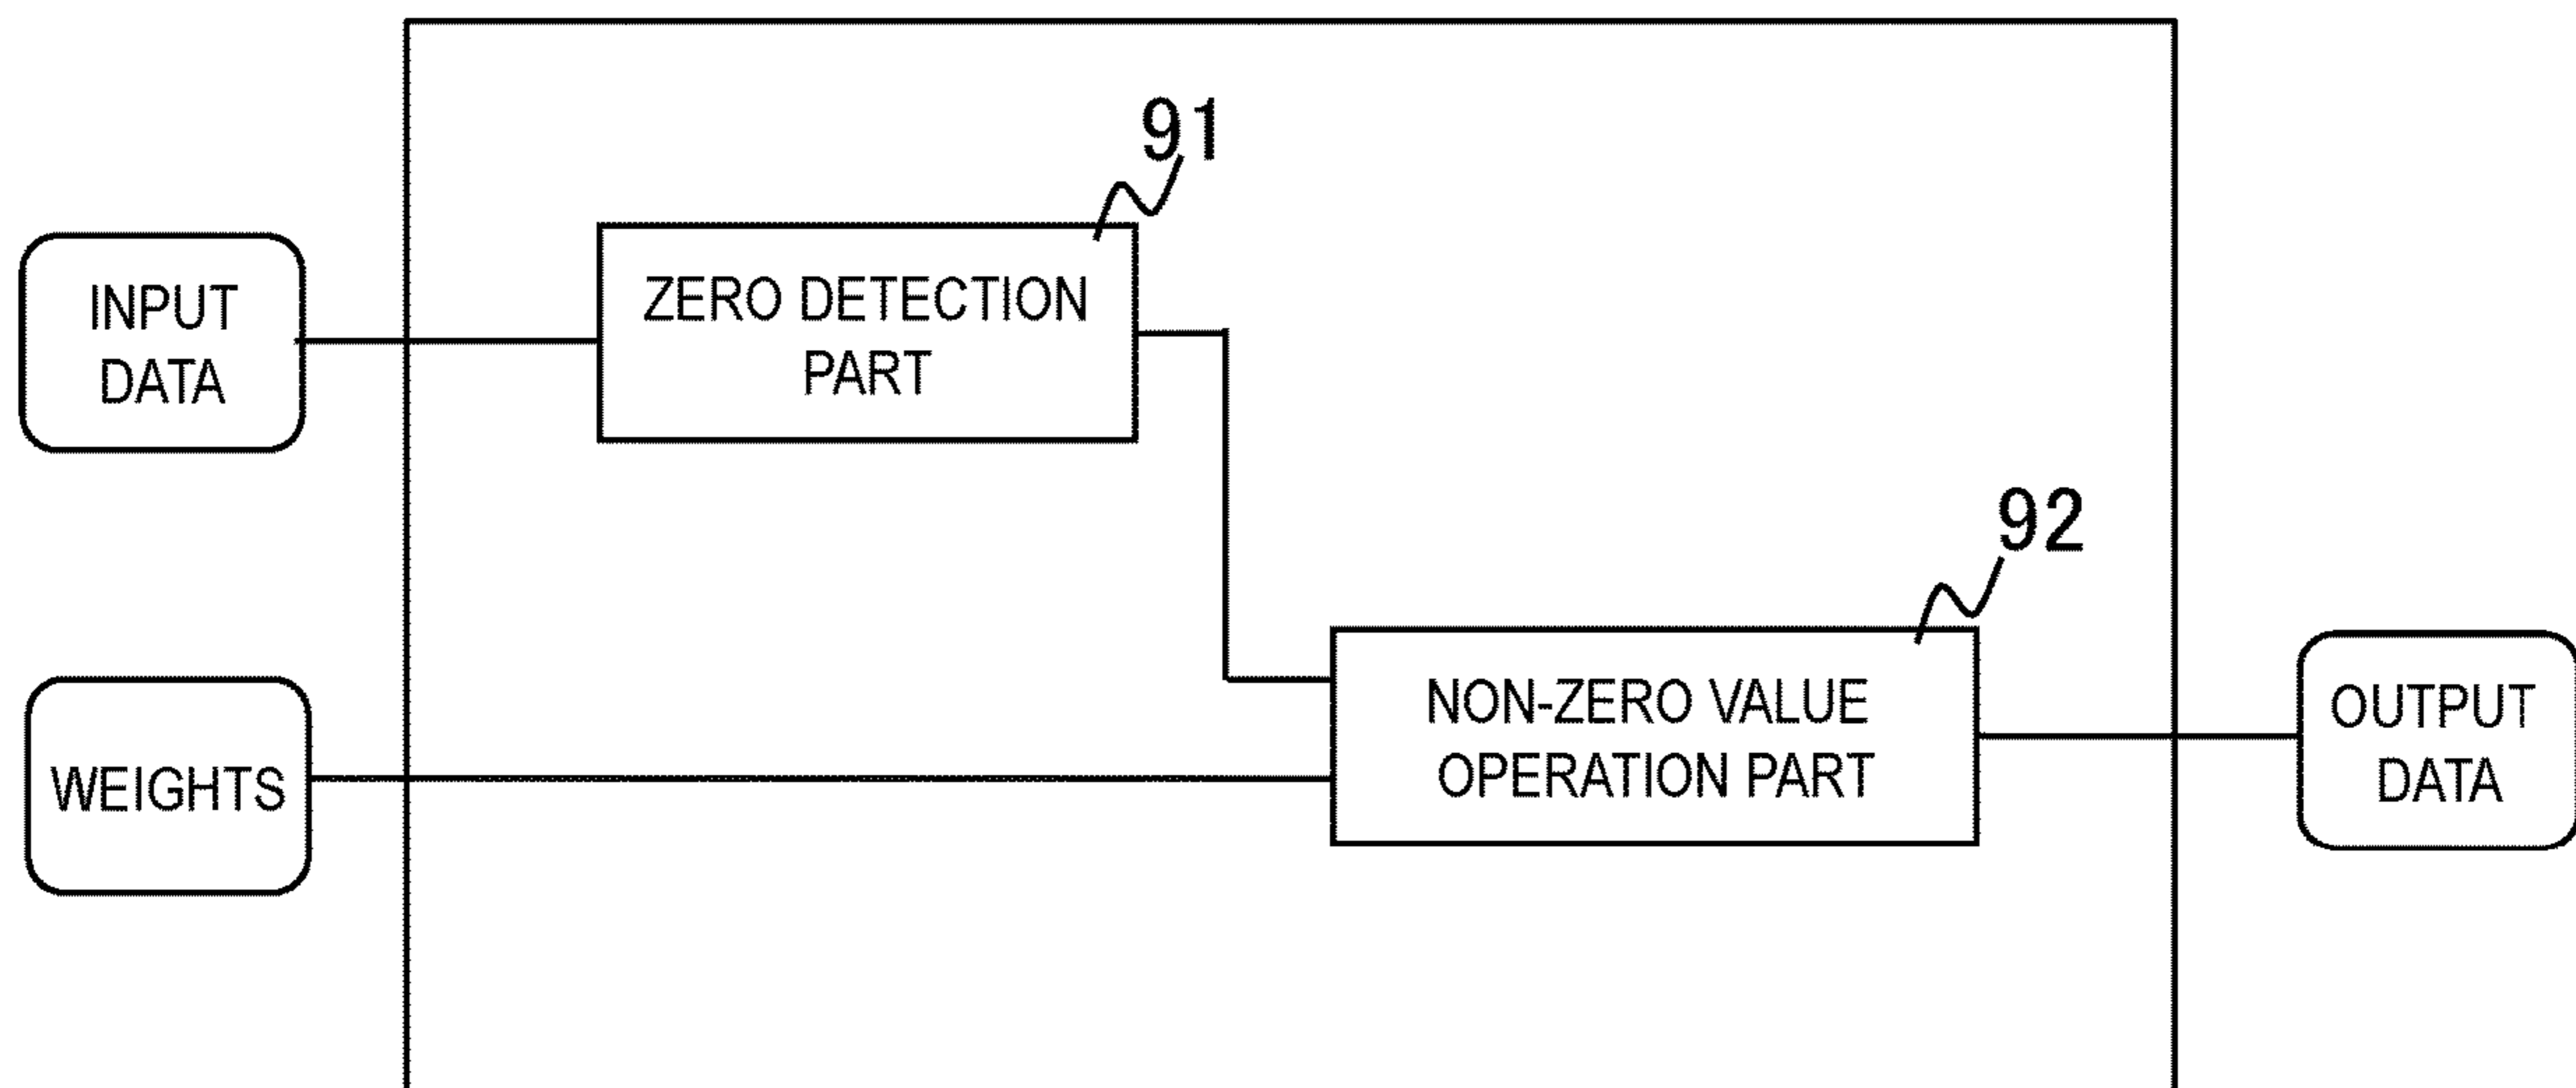 91
INPUT
DATA
ZERO DETECTION
PART
92
WEIGHTS
NON-ZERO VALUE
OPERATION PART
OUTPUT
DATA